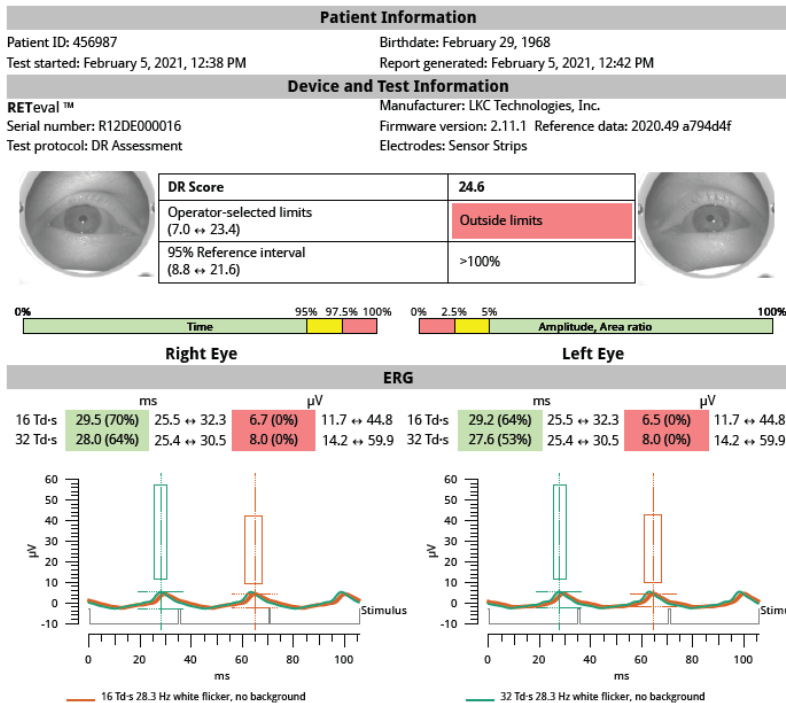 Patient Information
Patient ID: 456987 Birthdate: February 29, 1968
Test started: February 5, 2021, 12:38 PM Report generated: February 5, 2021, 12:42 PM
Device and Test Information
RETeval ™ Manufacturer: LKC Technologies, Inc.
Serial number: R12DE000016 Firmware version: 2.11.1 Reference data: 2020.49 a794d4f
Test protocol: DR Assessment Electrodes: Sensor Strips
DR Score 24.6
Operator-selected limits
(7.0 ↔ 23.4) Outside limits
95% Reference interval
(8.8 ↔ 21.6) >100%
0% 95% 97.5% 100% 0% 2.5% 5% 100%
Time Amplitude, Area ratio
Right Eye Left Eye
ERG
ms µV ms µV
16 Td·s 29.5 (70%) 25.5 ↔ 32.3 6.7 (0%) 11.7 ↔ 44.8 16 Td·s 29.2 (64%) 25.5 ↔ 32.3 6.5 (0%) 11.7 ↔ 44.8
32 Td·s 28.0 (64%) 25.4 ↔ 30.5 8.0 (0%) 14.2 ↔ 59.9 32 Td·s 27.6 (53%) 25.4 ↔ 30.5 8.0 (0%) 14.2 ↔ 59.9
60 60
50 50
40 40
30 30
µV µV
20 20
10 10
0 Stimulus 0 Stimu
-10 -10
0 20 40 60 80 100 0 20 40 60 80 100
ms ms
16 Td·s 28.3 Hz white flicker, no background 32 Td·s 28.3 Hz white flicker, no background